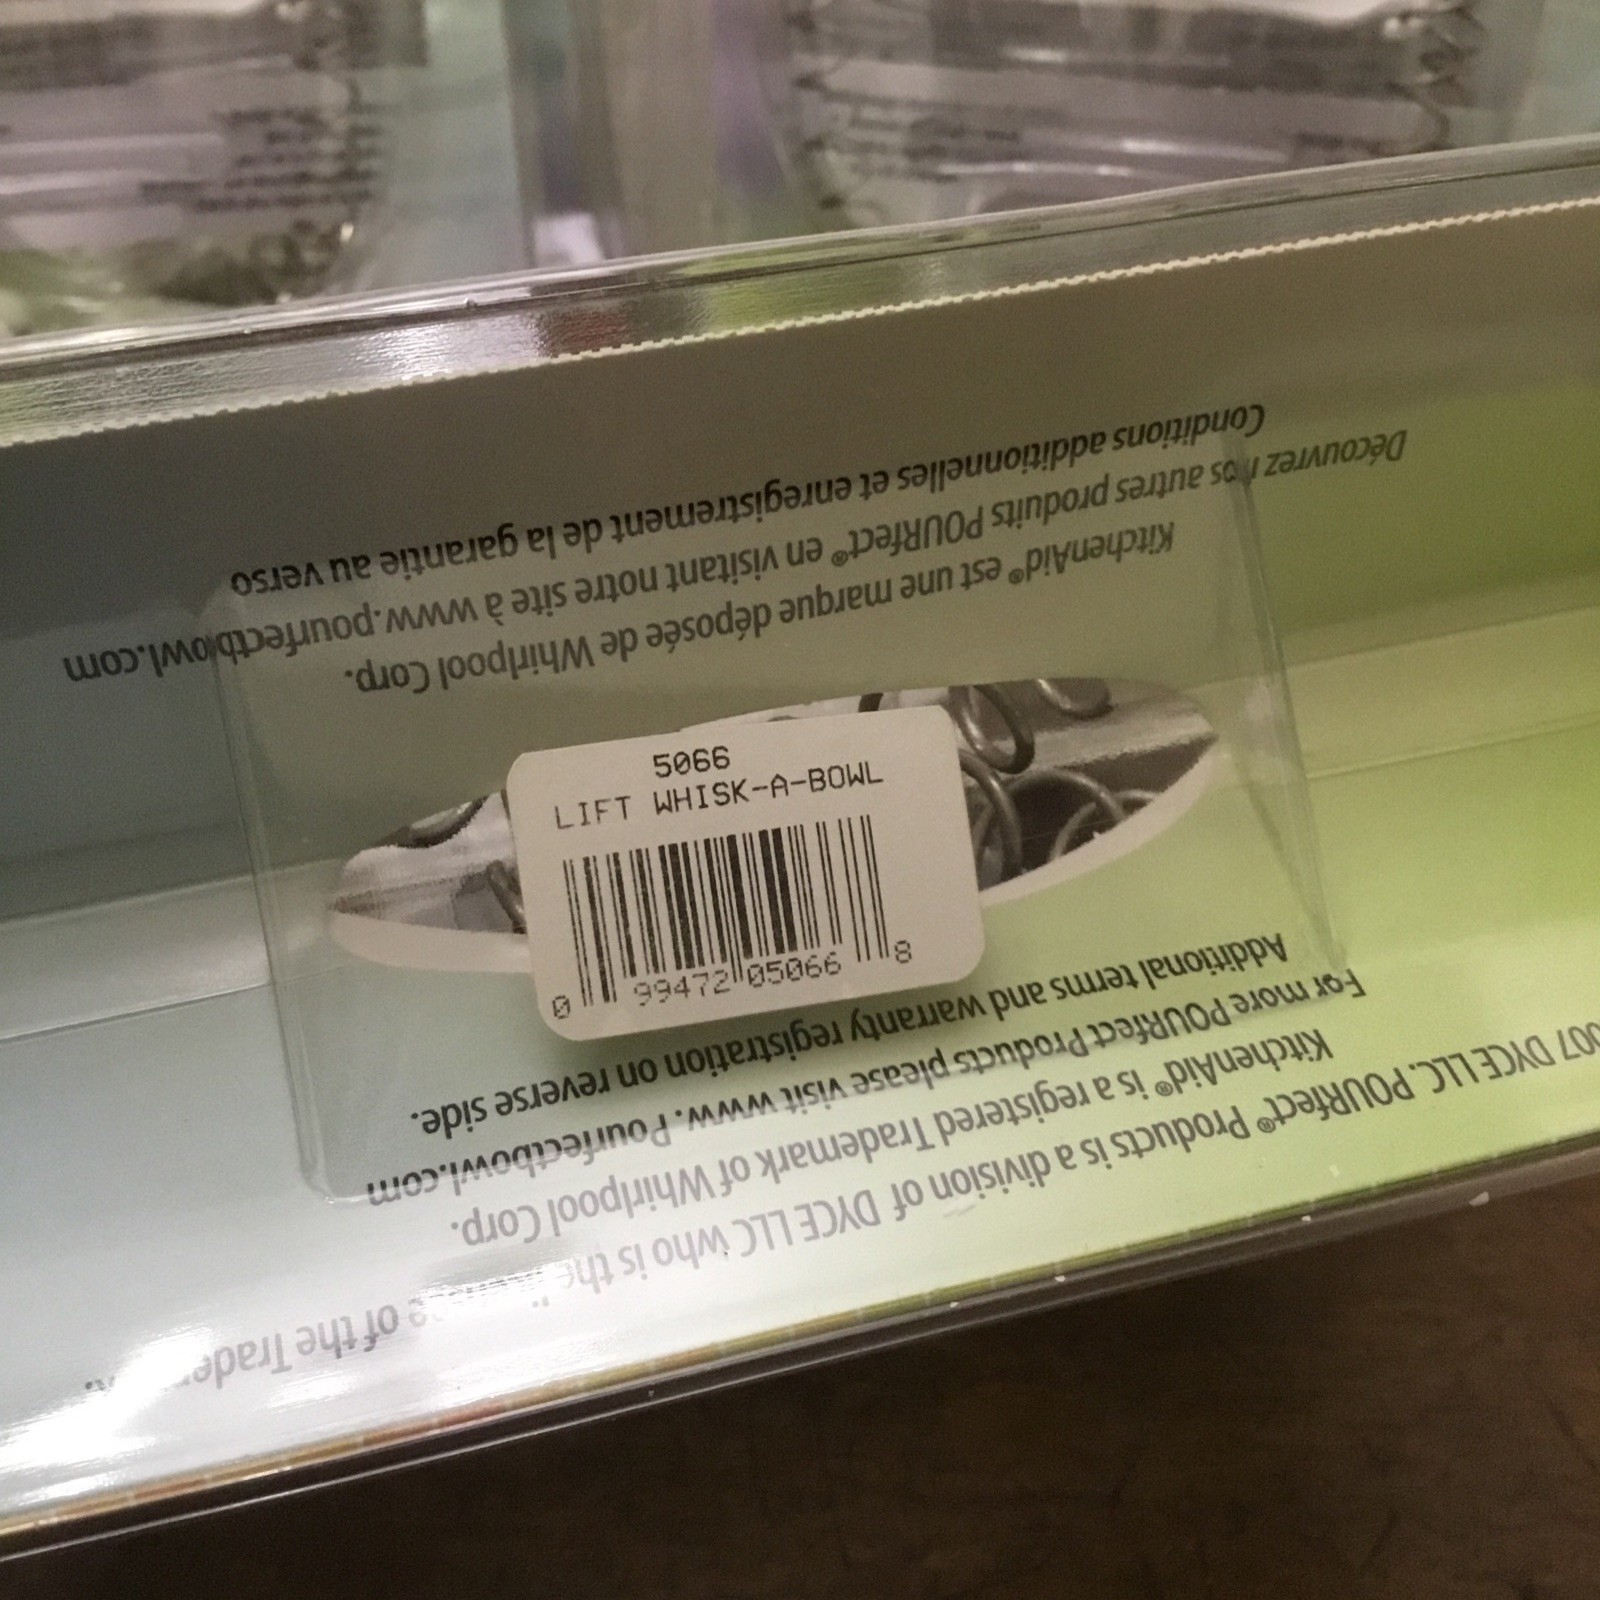 5066
LIFT WHISK-A-BOWL
0 99472 05066 8
007 DYCE LLC. POURfect® Products is a division of DYCE LLC who is the of the
KitchenAid® is a registered Trademark of Whirlpool Corp.
For more POURfect Products please visit www.Pourfectbowl.com
Additional terms and warranty registration on reverse side.
KitchenAid® est une marque déposée de Whirlpool Corp.
Découvrez nos autres produits POURfect® en visitant notre site à www.pourfectbowl.com
Conditions additionnelles et enregistrement de la garantie au verso